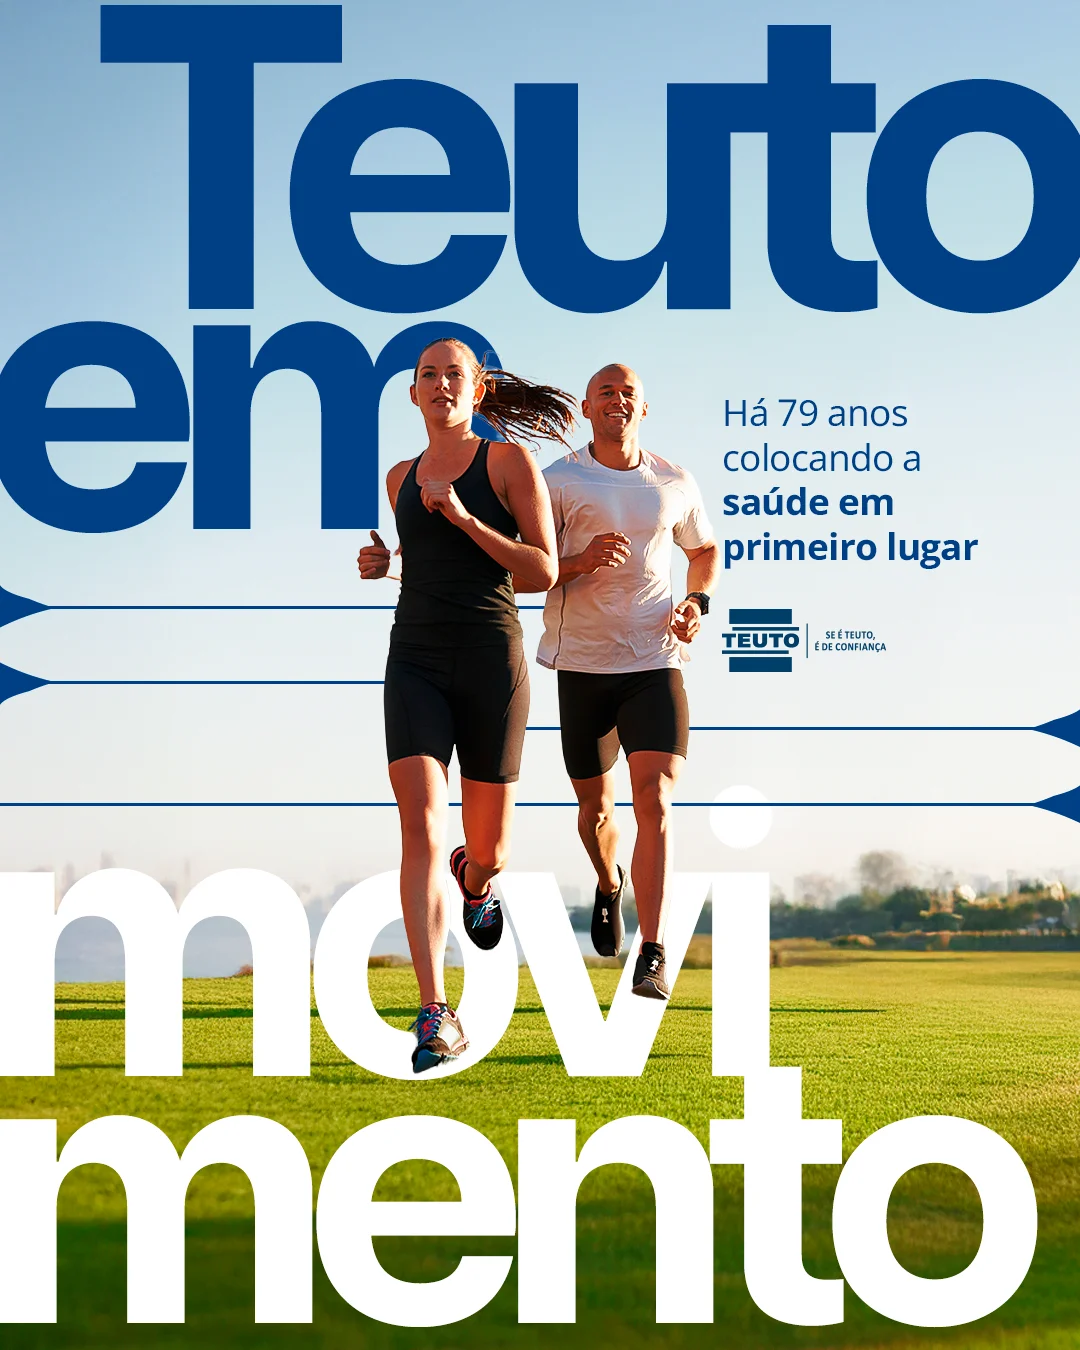 Teuto
em
Há 79 anos
colocando a
saúde em
primeiro lugar
TEUTO
SE É TEUTO,
É DE CONFIANÇA
movi
mento